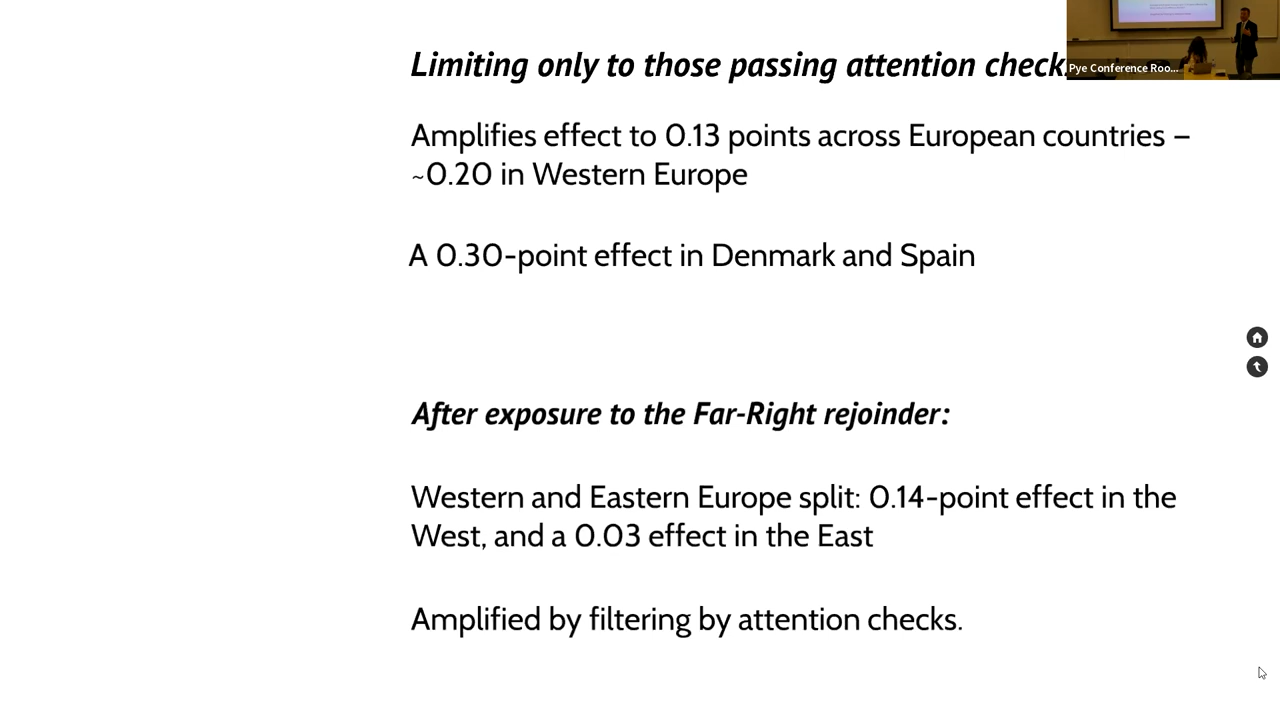 Limiting only to those passing attention check
Pye Conference Roo...
Amplifies effect to 0.13 points across European countries –
~0.20 in Western Europe
A 0.30-point effect in Denmark and Spain
After exposure to the Far-Right rejoinder:
Western and Eastern Europe split: 0.14-point effect in the
West, and a 0.03 effect in the East
Amplified by filtering by attention checks.